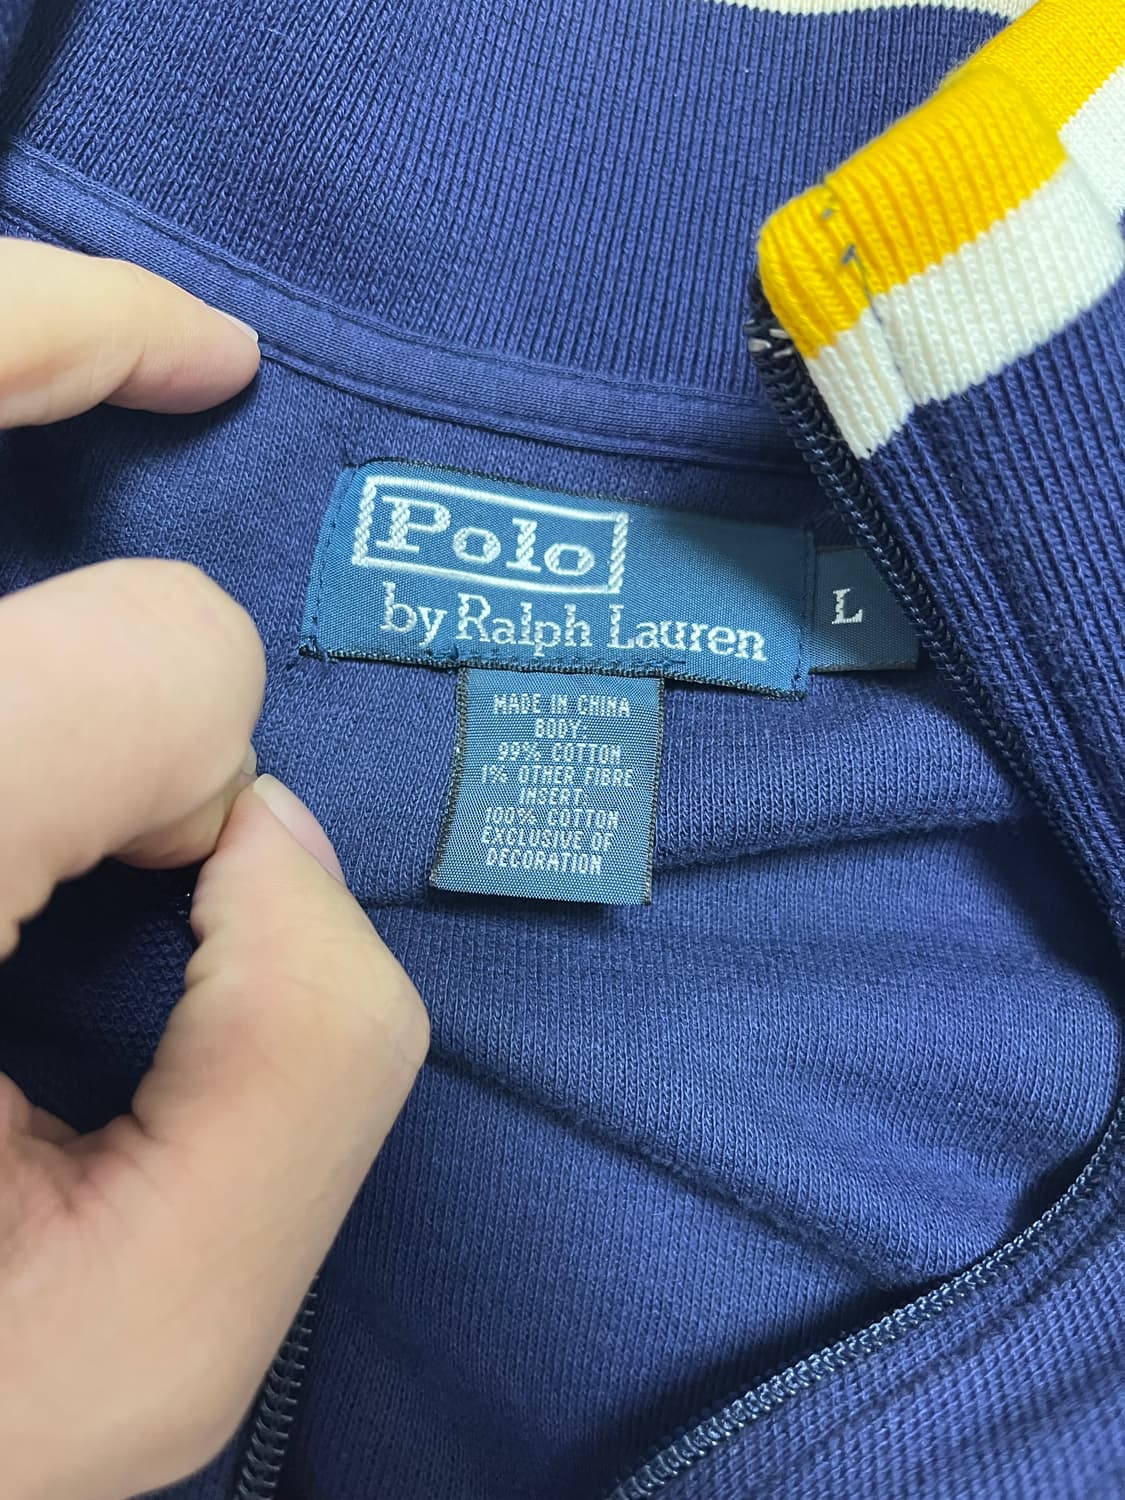 Polo
by Ralph Lauren
L
MADE IN CHINA
BODY:
99% COTTON
1% OTHER FIBRE
INSERT:
100% COTTON
EXCLUSIVE OF
DECORATION